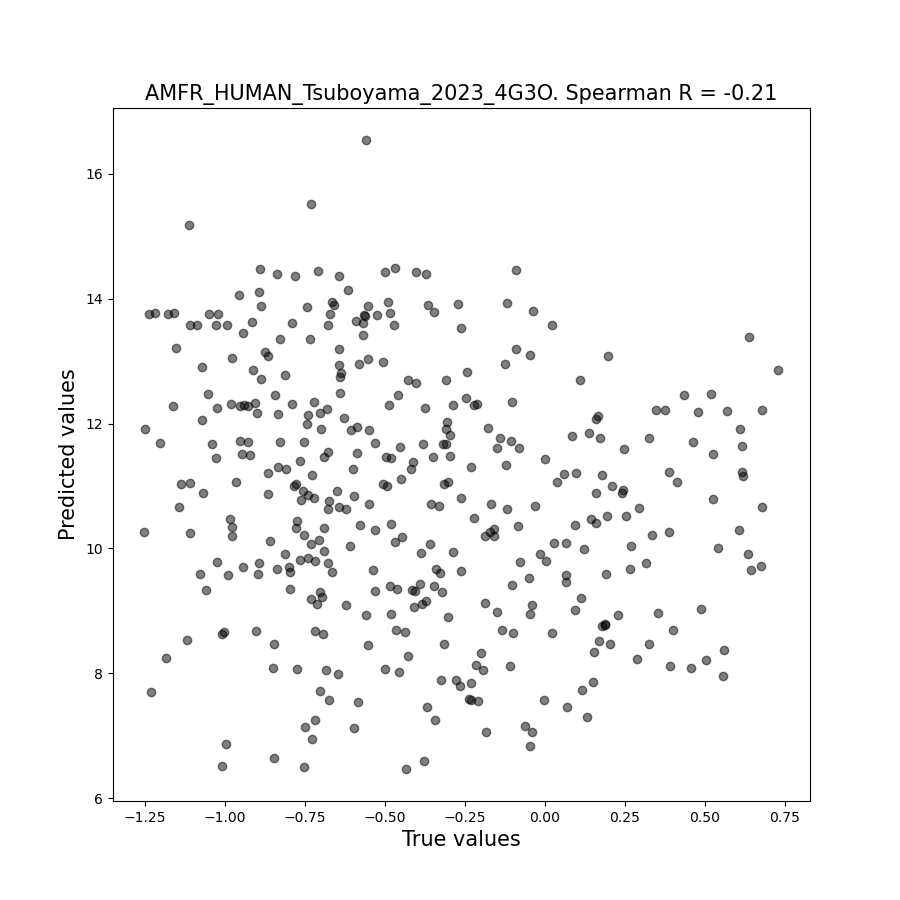 AMFR_HUMAN_Tsuboyama_2023_4G3O. Spearman R = -0.21
Predicted values
16
14
12
10
8
6
−1.25 −1.00 −0.75 −0.50 −0.25 0.00 0.25 0.50 0.75
True values